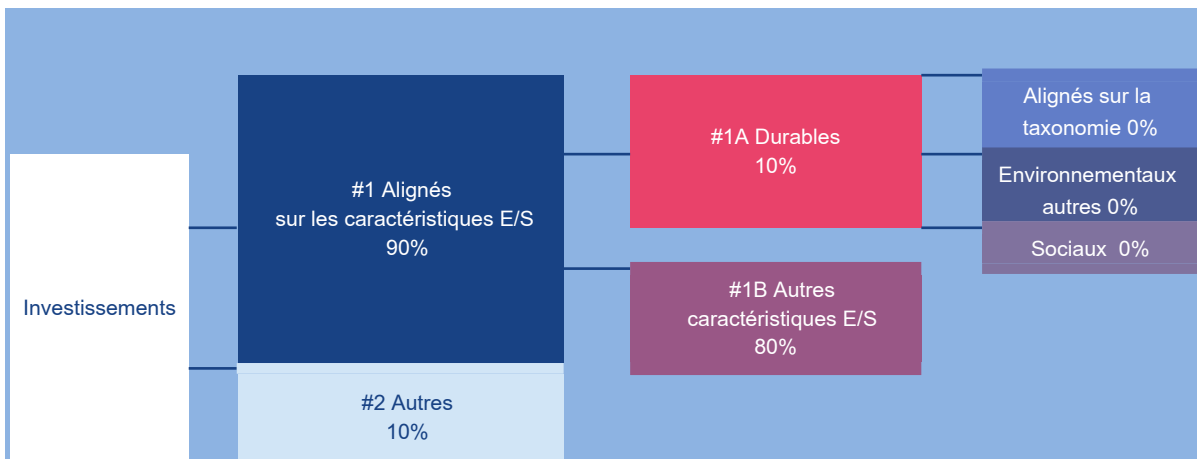 Investissements
#1 Alignés
sur les caractéristiques E/S
90%
#2 Autres
10%
#1A Durables
10%
#1B Autres
caractéristiques E/S
80%
Alignés sur la
taxonomie 0%
Environnementaux
autres 0%
Sociaux 0%